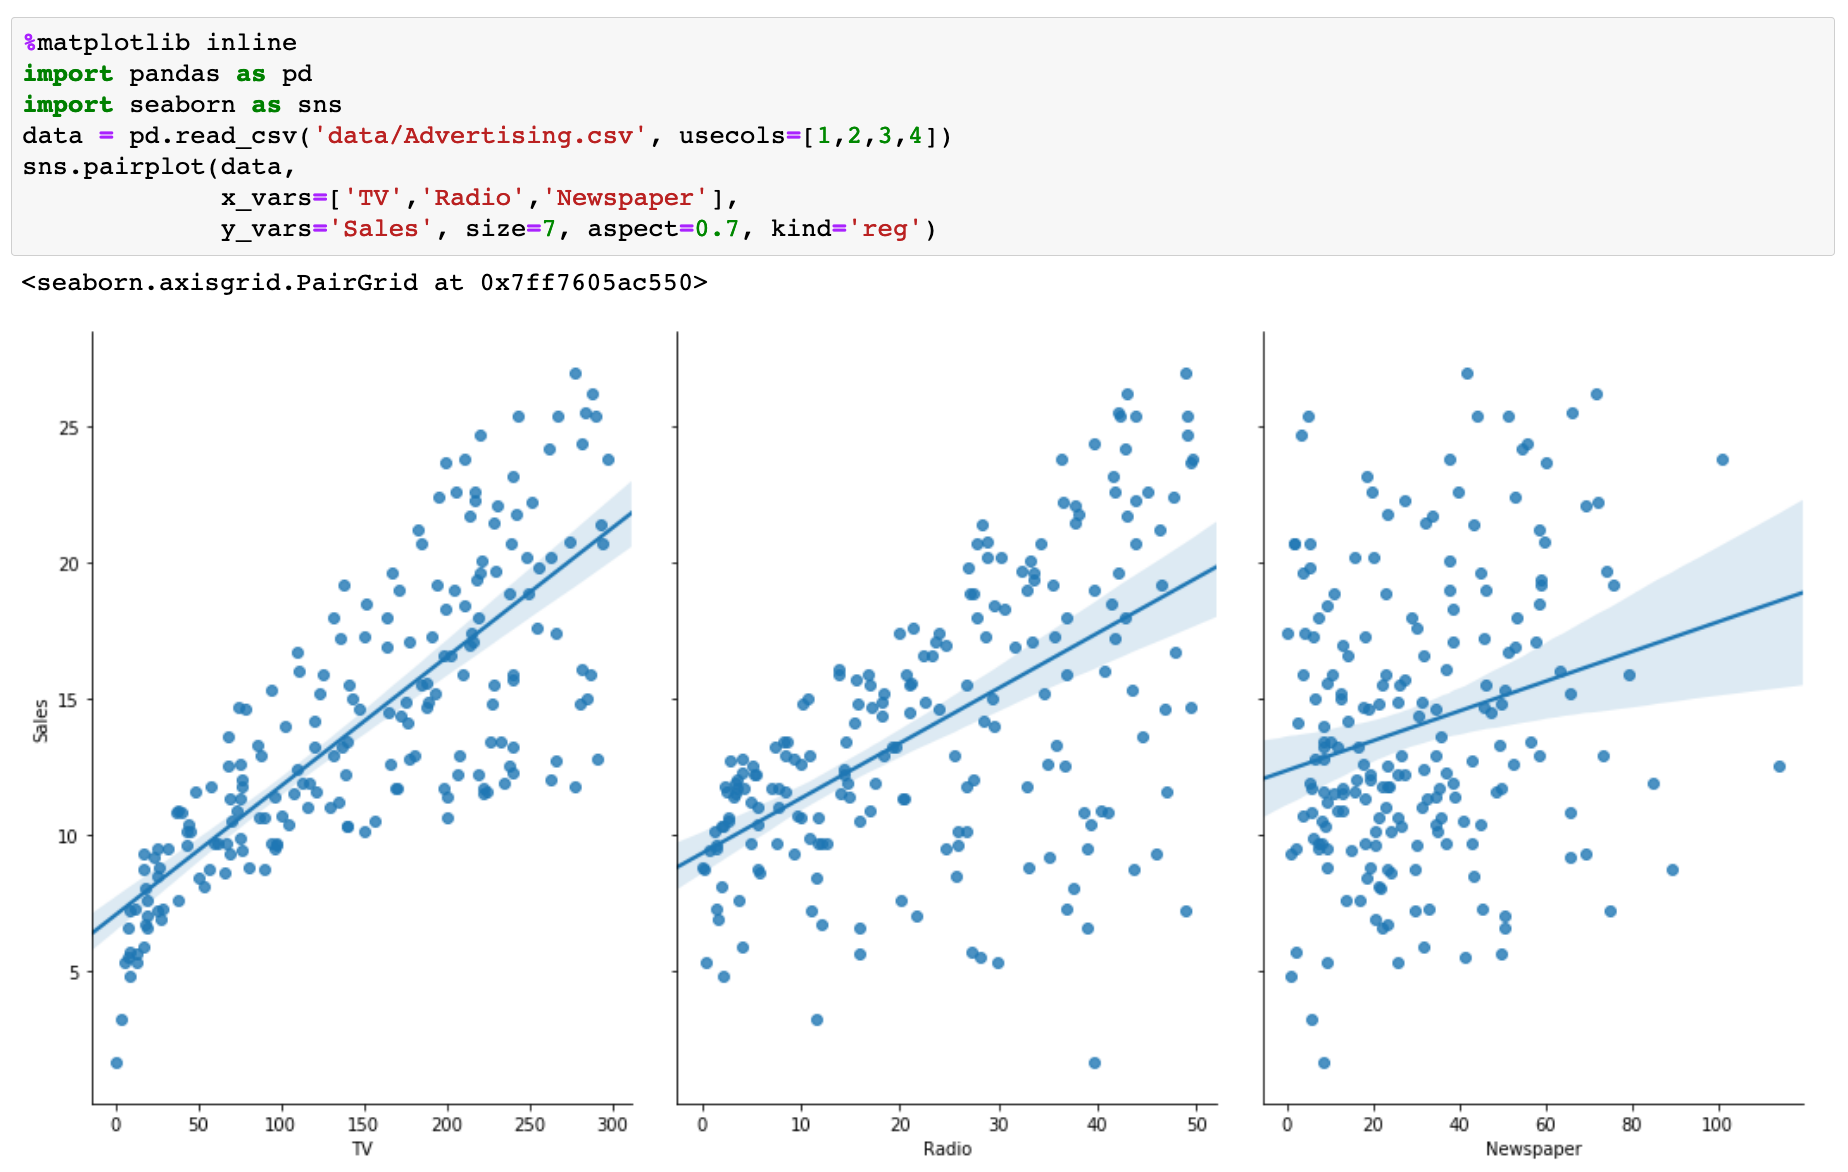 %matplotlib inline
import pandas as pd
import seaborn as sns
data = pd.read_csv('data/Advertising.csv', usecols=[1,2,3,4])
sns.pairplot(data,
             x_vars=['TV','Radio','Newspaper'],
             y_vars='Sales', size=7, aspect=0.7, kind='reg')
<seaborn.axisgrid.PairGrid at 0x7ff7605ac550>
25
20
15
10
5
Sales
0 50 100 150 200 250 300
TV
0 10 20 30 40 50
Radio
0 20 40 60 80 100
Newspaper